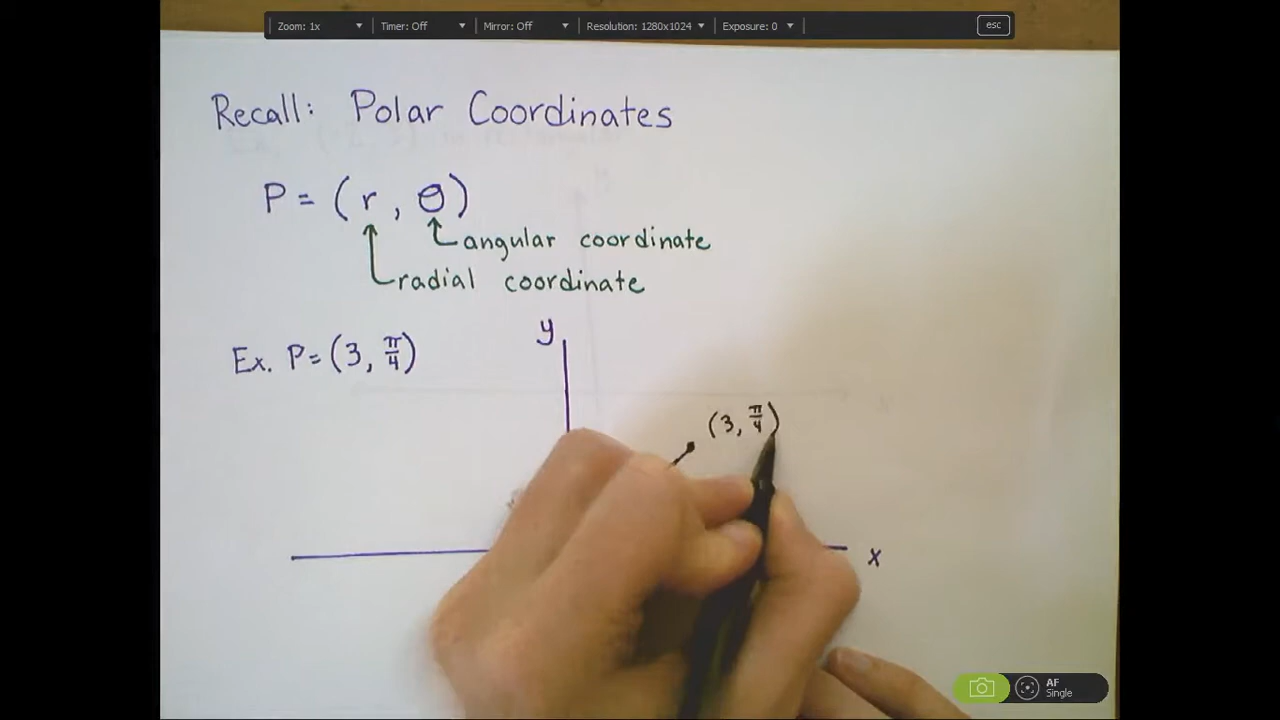 Zoom: 1x Timer: Off Mirror: Off Resolution: 1280x1024 Exposure: 0 esc
Recall: Polar Coordinates
P = (r, θ)
angular coordinate
radial coordinate
Ex. P = (3, π/4)
y
(3, π/4)
x
AF
Single